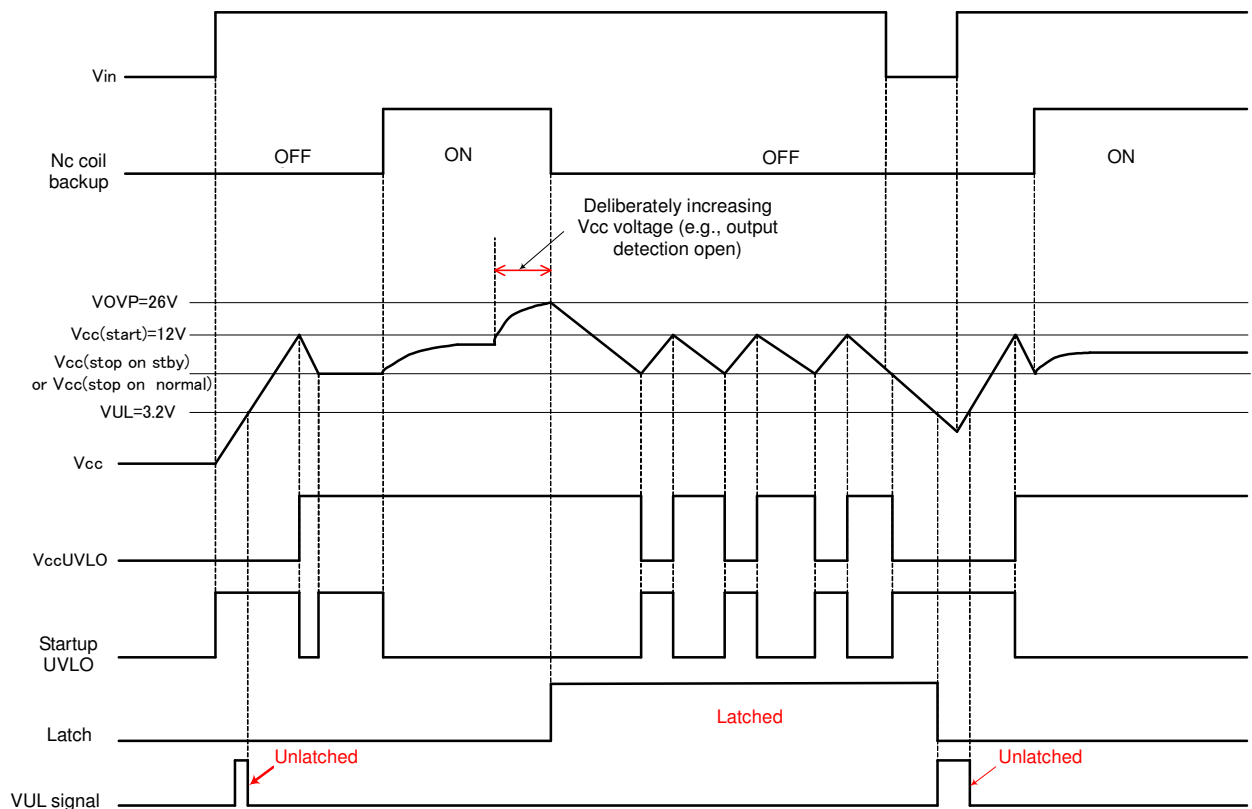 Vin
Nc coil
backup
OFF
ON
OFF
ON
Deliberately increasing
Vcc voltage (e.g., output
detection open)
VOVP=26V
Vcc(start)=12V
Vcc(stop on stby)
or Vcc(stop on normal)
VUL=3.2V
Vcc
VccUVLO
Startup
UVLO
Latch
Latched
Unlatched
Unlatched
VUL signal